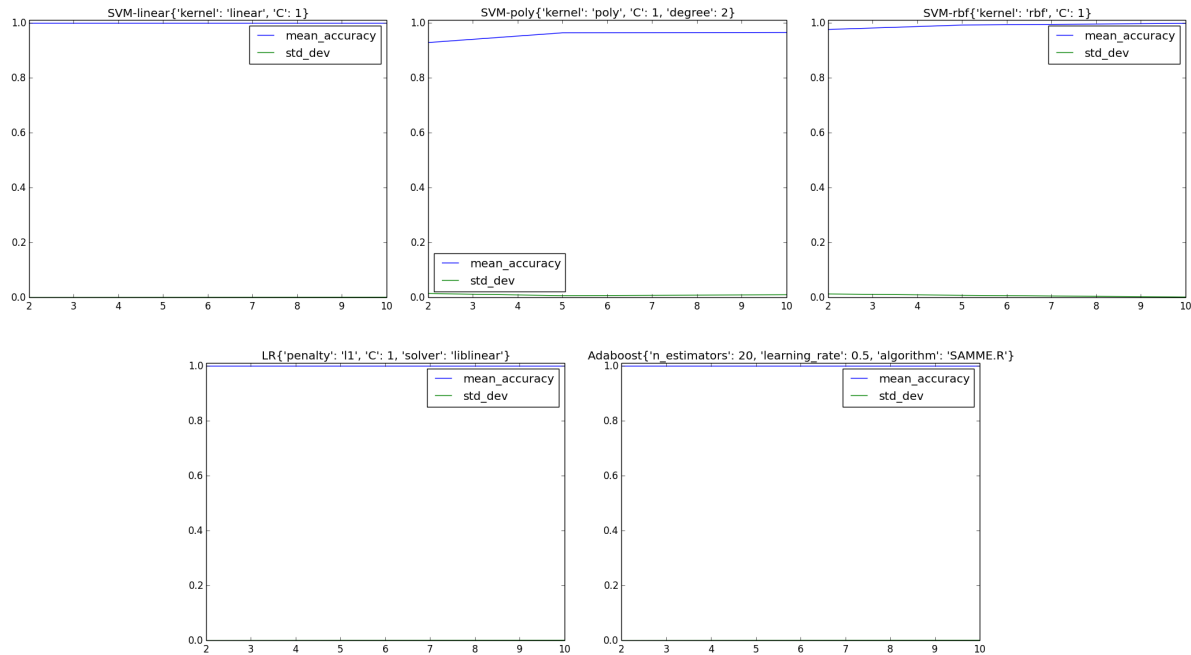 SVM-linear{'kernel': 'linear', 'C': 1}
1.0
0.8
0.6
0.4
0.2
0.0
2 3 4 5 6 7 8 9 10
mean_accuracy
std_dev
SVM-poly{'kernel': 'poly', 'C': 1, 'degree': 2}
1.0
0.8
0.6
0.4
0.2
0.0
2 3 4 5 6 7 8 9 10
mean_accuracy
std_dev
SVM-rbf{'kernel': 'rbf', 'C': 1}
1.0
0.8
0.6
0.4
0.2
0.0
2 3 4 5 6 7 8 9 10
mean_accuracy
std_dev
LR{'penalty': 'l1', 'C': 1, 'solver': 'liblinear'}
1.0
0.8
0.6
0.4
0.2
0.0
2 3 4 5 6 7 8 9 10
mean_accuracy
std_dev
Adaboost{'n_estimators': 20, 'learning_rate': 0.5, 'algorithm': 'SAMME.R'}
1.0
0.8
0.6
0.4
0.2
0.0
2 3 4 5 6 7 8 9 10
mean_accuracy
std_dev